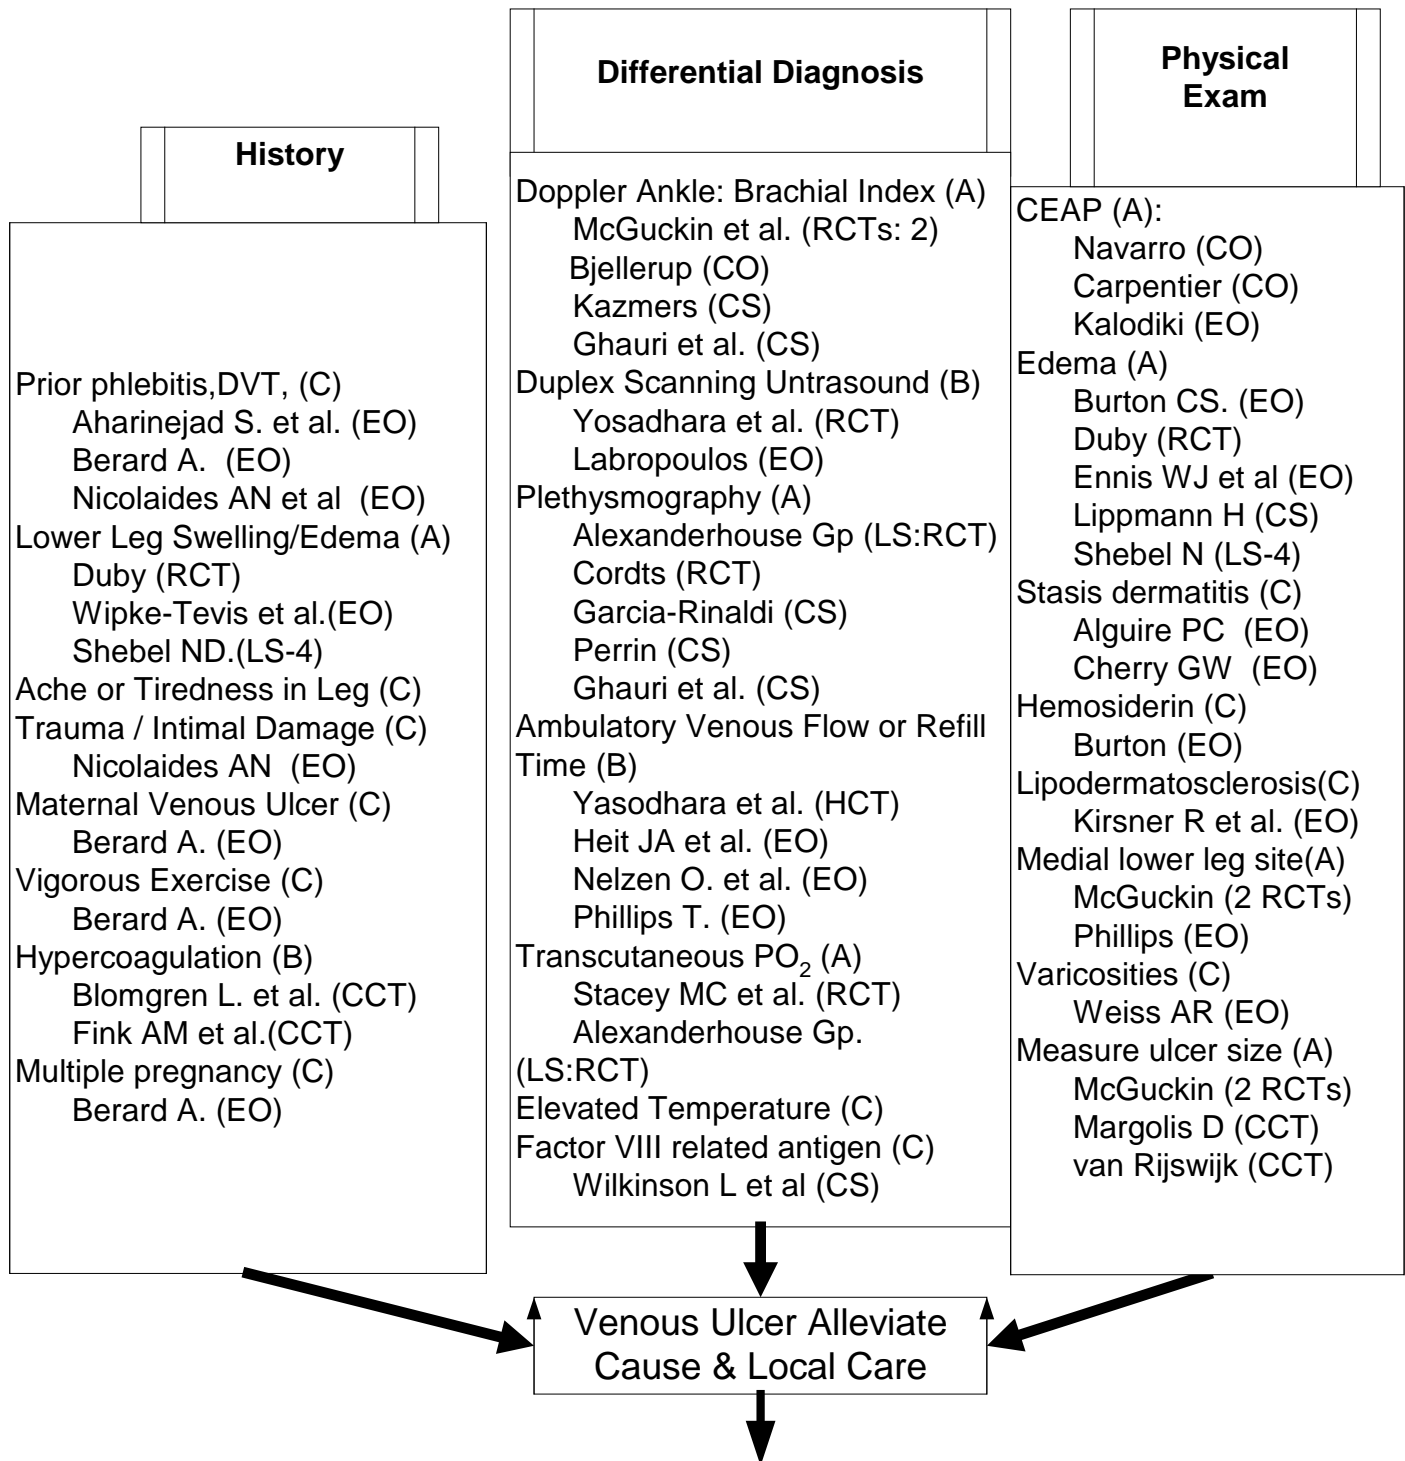 History
Prior phlebitis,DVT, (C)
Aharinejad S. et al. (EO)
Berard A. (EO)
Nicolaides AN et al (EO)
Lower Leg Swelling/Edema (A)
Duby (RCT)
Wipke-Tevis et al.(EO)
Shebel ND.(LS-4)
Ache or Tiredness in Leg (C)
Trauma / Intimal Damage (C)
Nicolaides AN (EO)
Maternal Venous Ulcer (C)
Berard A. (EO)
Vigorous Exercise (C)
Berard A. (EO)
Hypercoagulation (B)
Blomgren L. et al. (CCT)
Fink AM et al.(CCT)
Multiple pregnancy (C)
Berard A. (EO)
Differential Diagnosis
Doppler Ankle: Brachial Index (A)
McGuckin et al. (RCTs: 2)
Bjellerup (CO)
Kazmers (CS)
Ghauri et al. (CS)
Duplex Scanning Untrasound (B)
Yosadhara et al. (RCT)
Labropoulos (EO)
Plethysmography (A)
Alexanderhouse Gp (LS:RCT)
Cordts (RCT)
Garcia-Rinaldi (CS)
Perrin (CS)
Ghauri et al. (CS)
Ambulatory Venous Flow or Refill
Time (B)
Yasodhara et al. (HCT)
Heit JA et al. (EO)
Nelzen O. et al. (EO)
Phillips T. (EO)
Transcutaneous PO₂ (A)
Stacey MC et al. (RCT)
Alexanderhouse Gp.
(LS:RCT)
Elevated Temperature (C)
Factor VIII related antigen (C)
Wilkinson L et al (CS)
Physical
Exam
CEAP (A):
Navarro (CO)
Carpentier (CO)
Kalodiki (EO)
Edema (A)
Burton CS. (EO)
Duby (RCT)
Ennis WJ et al (EO)
Lippmann H (CS)
Shebel N (LS-4)
Stasis dermatitis (C)
Alguire PC (EO)
Cherry GW (EO)
Hemosiderin (C)
Burton (EO)
Lipodermatosclerosis(C)
Kirsner R et al. (EO)
Medial lower leg site(A)
McGuckin (2 RCTs)
Phillips (EO)
Varicosities (C)
Weiss AR (EO)
Measure ulcer size (A)
McGuckin (2 RCTs)
Margolis D (CCT)
van Rijswijk (CCT)
Venous Ulcer Alleviate
Cause & Local Care